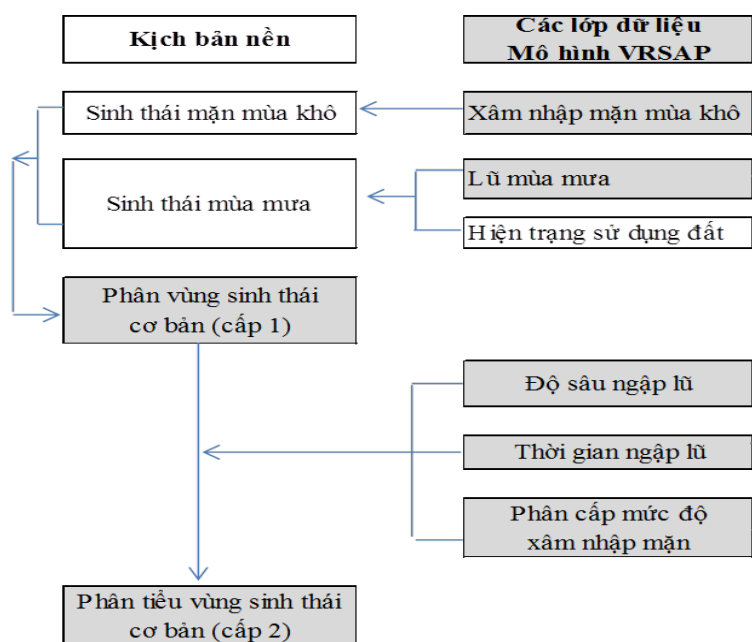 Kịch bản nền
Các lớp dữ liệu
Mô hình VRSAP
Sinh thái mặn mùa khô
Xâm nhập mặn mùa khô
Sinh thái mùa mưa
Lũ mùa mưa
Hiện trạng sử dụng đất
Phân vùng sinh thái
cơ bản (cấp 1)
Độ sâu ngập lũ
Thời gian ngập lũ
Phân cấp mức độ
xâm nhập mặn
Phân tiểu vùng sinh thái
cơ bản (cấp 2)